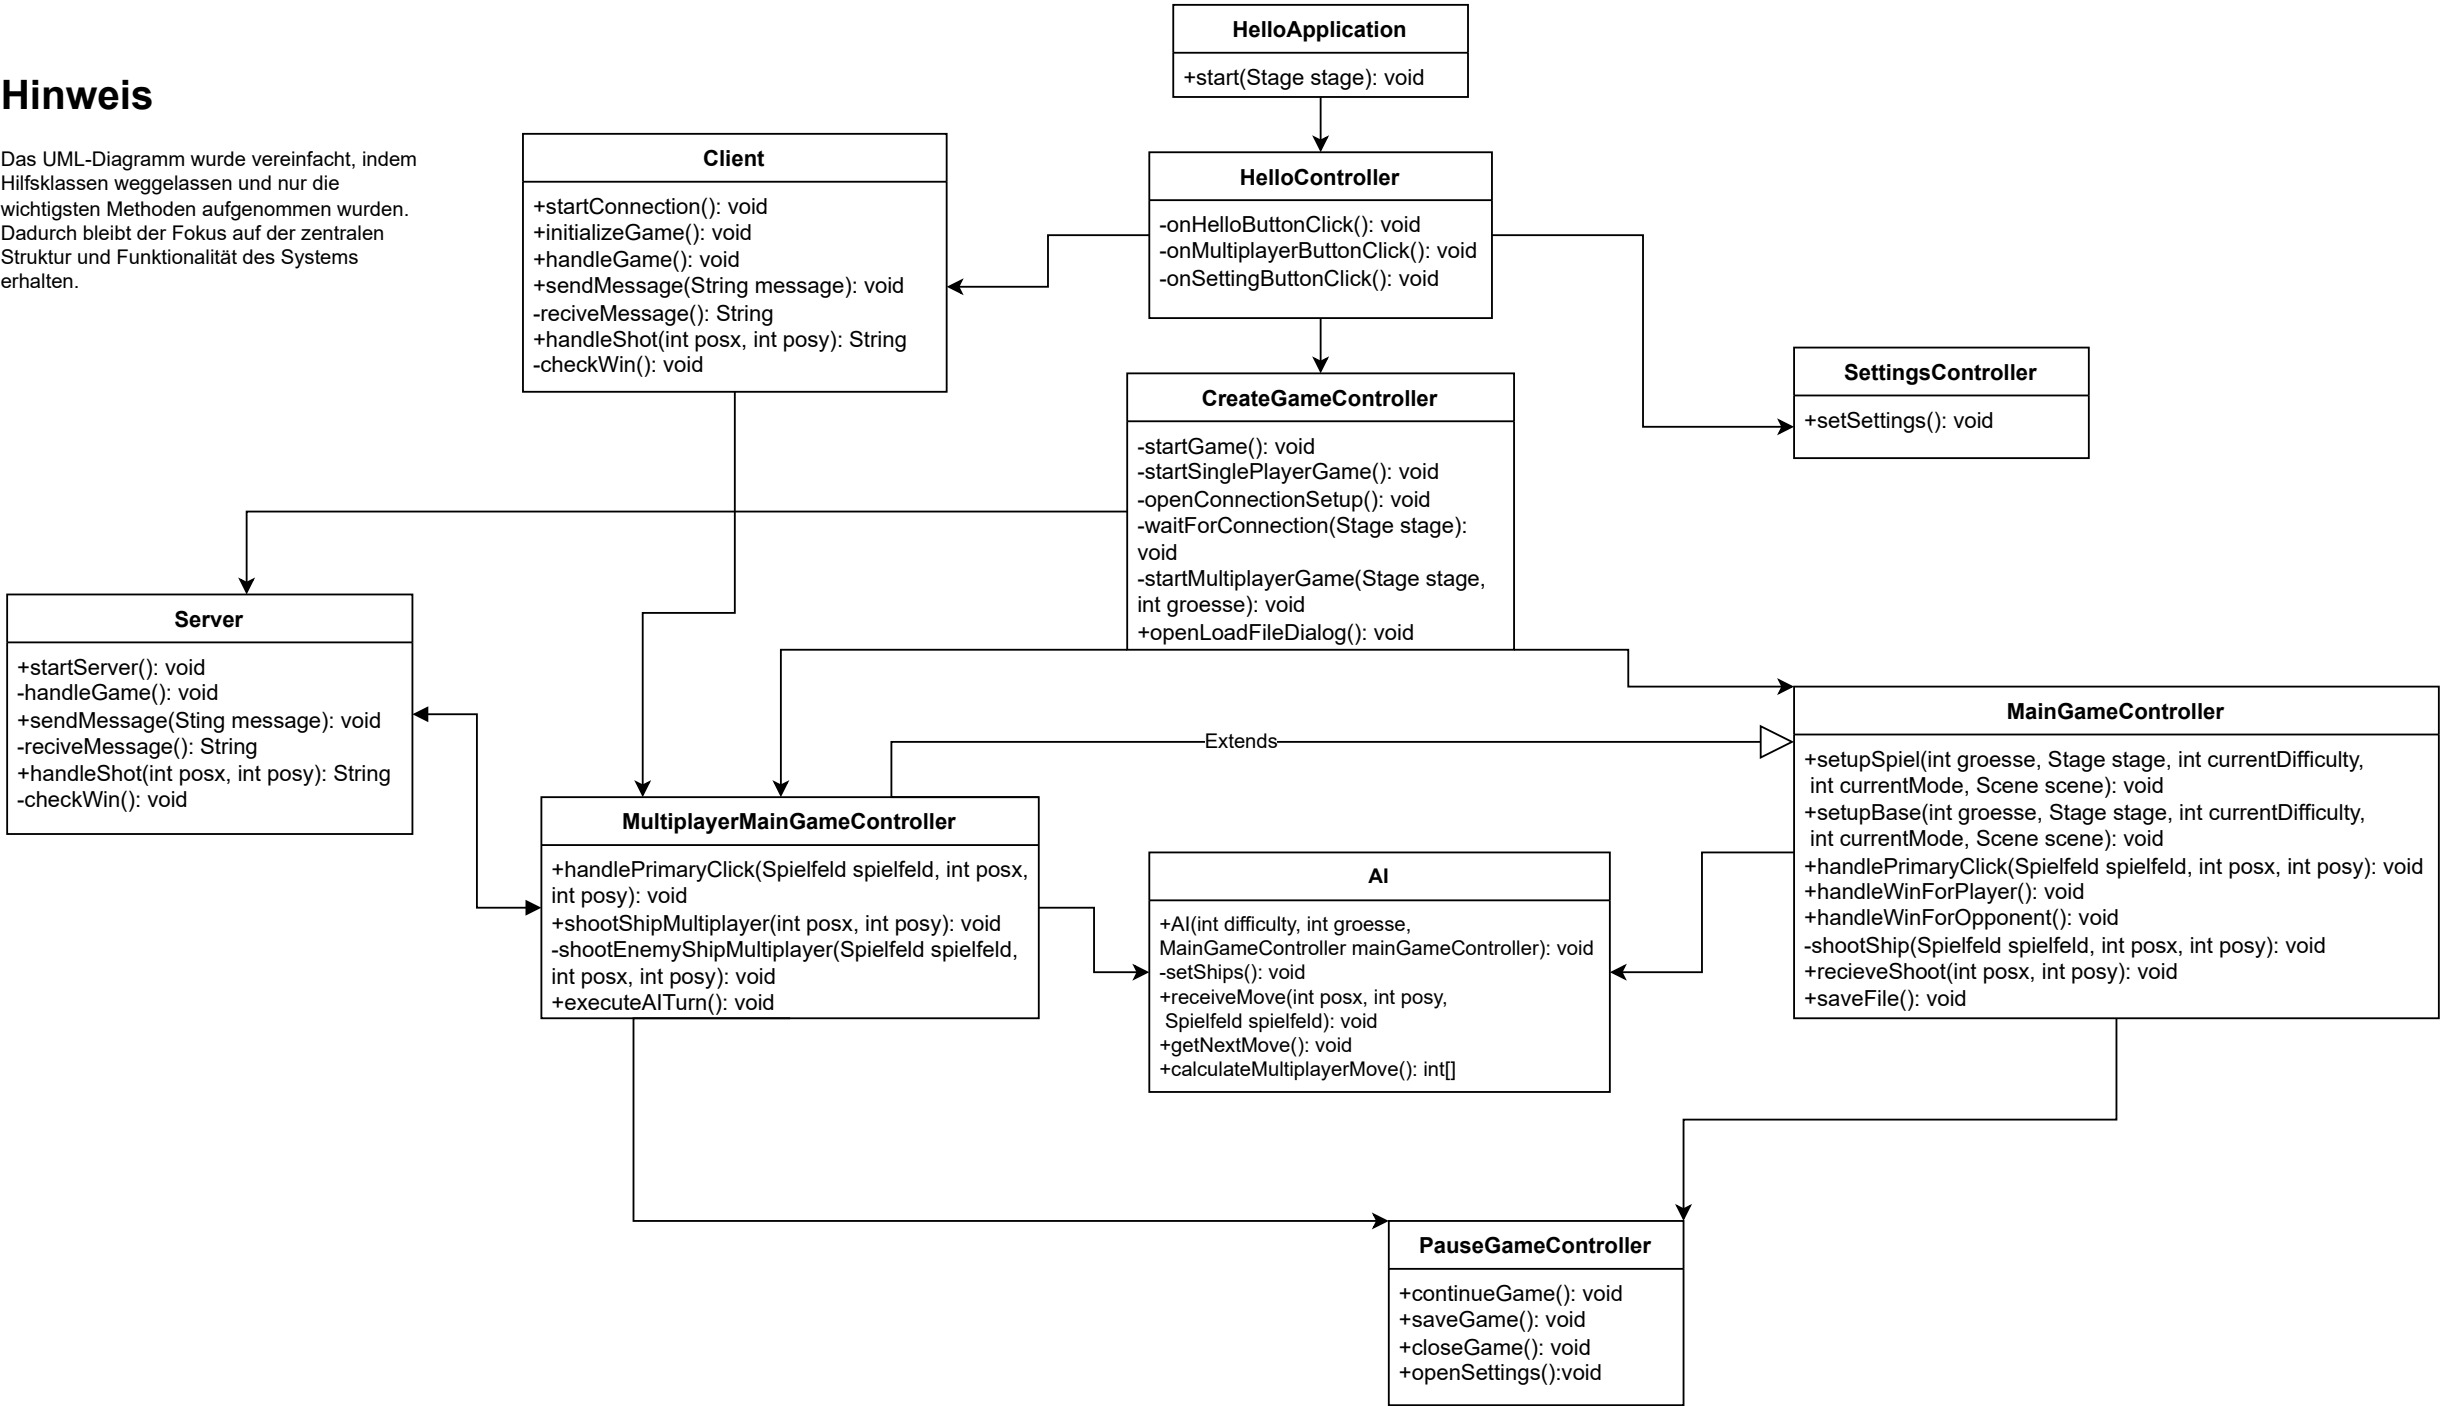 Hinweis
Das UML-Diagramm wurde vereinfacht, indem
Hilfsklassen weggelassen und nur die
wichtigsten Methoden aufgenommen wurden.
Dadurch bleibt der Fokus auf der zentralen
Struktur und Funktionalität des Systems
erhalten.
HelloApplication
+start(Stage stage): void
Client
+startConnection(): void
+initializeGame(): void
+handleGame(): void
+sendMessage(String message): void
-reciveMessage(): String
+handleShot(int posx, int posy): String
-checkWin(): void
HelloController
-onHelloButtonClick(): void
-onMultiplayerButtonClick(): void
-onSettingButtonClick(): void
SettingsController
+setSettings(): void
CreateGameController
-startGame(): void
-startSinglePlayerGame(): void
-openConnectionSetup(): void
-waitForConnection(Stage stage):
void
-startMultiplayerGame(Stage stage,
int groesse): void
+openLoadFileDialog(): void
Server
+startServer(): void
-handleGame(): void
+sendMessage(Sting message): void
-reciveMessage(): String
+handleShot(int posx, int posy): String
-checkWin(): void
Extends
MainGameController
+setupSpiel(int groesse, Stage stage, int currentDifficulty,
int currentMode, Scene scene): void
+setupBase(int groesse, Stage stage, int currentDifficulty,
int currentMode, Scene scene): void
+handlePrimaryClick(Spielfeld spielfeld, int posx, int posy): void
+handleWinForPlayer(): void
+handleWinForOpponent(): void
-shootShip(Spielfeld spielfeld, int posx, int posy): void
+recieveShoot(int posx, int posy): void
+saveFile(): void
MultiplayerMainGameController
+handlePrimaryClick(Spielfeld spielfeld, int posx,
int posy): void
+shootShipMultiplayer(int posx, int posy): void
-shootEnemyShipMultiplayer(Spielfeld spielfeld,
int posx, int posy): void
+executeAITurn(): void
AI
+AI(int difficulty, int groesse,
MainGameController mainGameController): void
-setShips(): void
+receiveMove(int posx, int posy,
Spielfeld spielfeld): void
+getNextMove(): void
+calculateMultiplayerMove(): int[]
PauseGameController
+continueGame(): void
+saveGame(): void
+closeGame(): void
+openSettings():void